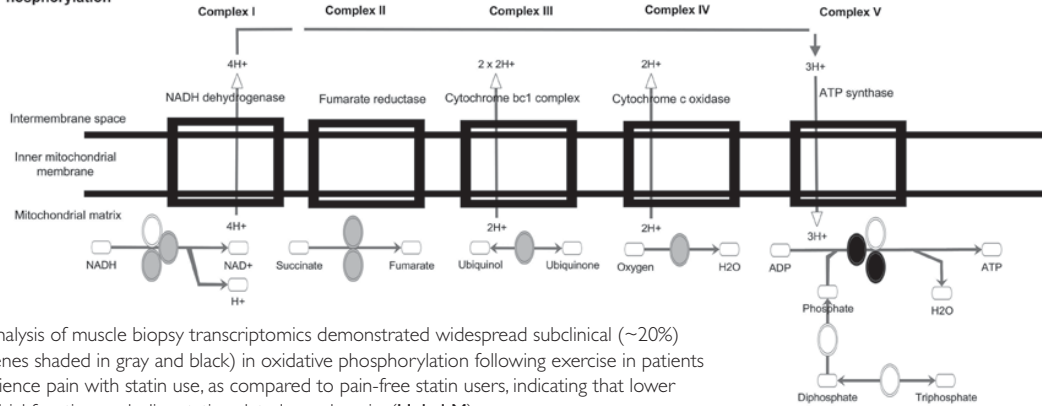 hosphorylation
Complex I Complex II Complex III Complex IV Complex V
4H+ 2 x 2H+ 2H+ 3H+
NADH dehydrogenase Fumarate reductase Cytochrome bc1 complex Cytochrome c oxidase ATP synthase
Intermembrane space
Inner mitochondrial
membrane
Mitochondrial matrix
4H+ 2H+ 2H+ 3H+
NADH NAD+ Succinate Fumarate Ubiquinol Ubiquinone Oxygen H2O ADP ATP
H+ Phosphate H2O
nalysis of muscle biopsy transcriptomics demonstrated widespread subclinical (~20%)
enes shaded in gray and black) in oxidative phosphorylation following exercise in patients
ience pain with statin use, as compared to pain-free statin users, indicating that lower
Diphosphate Triphosphate